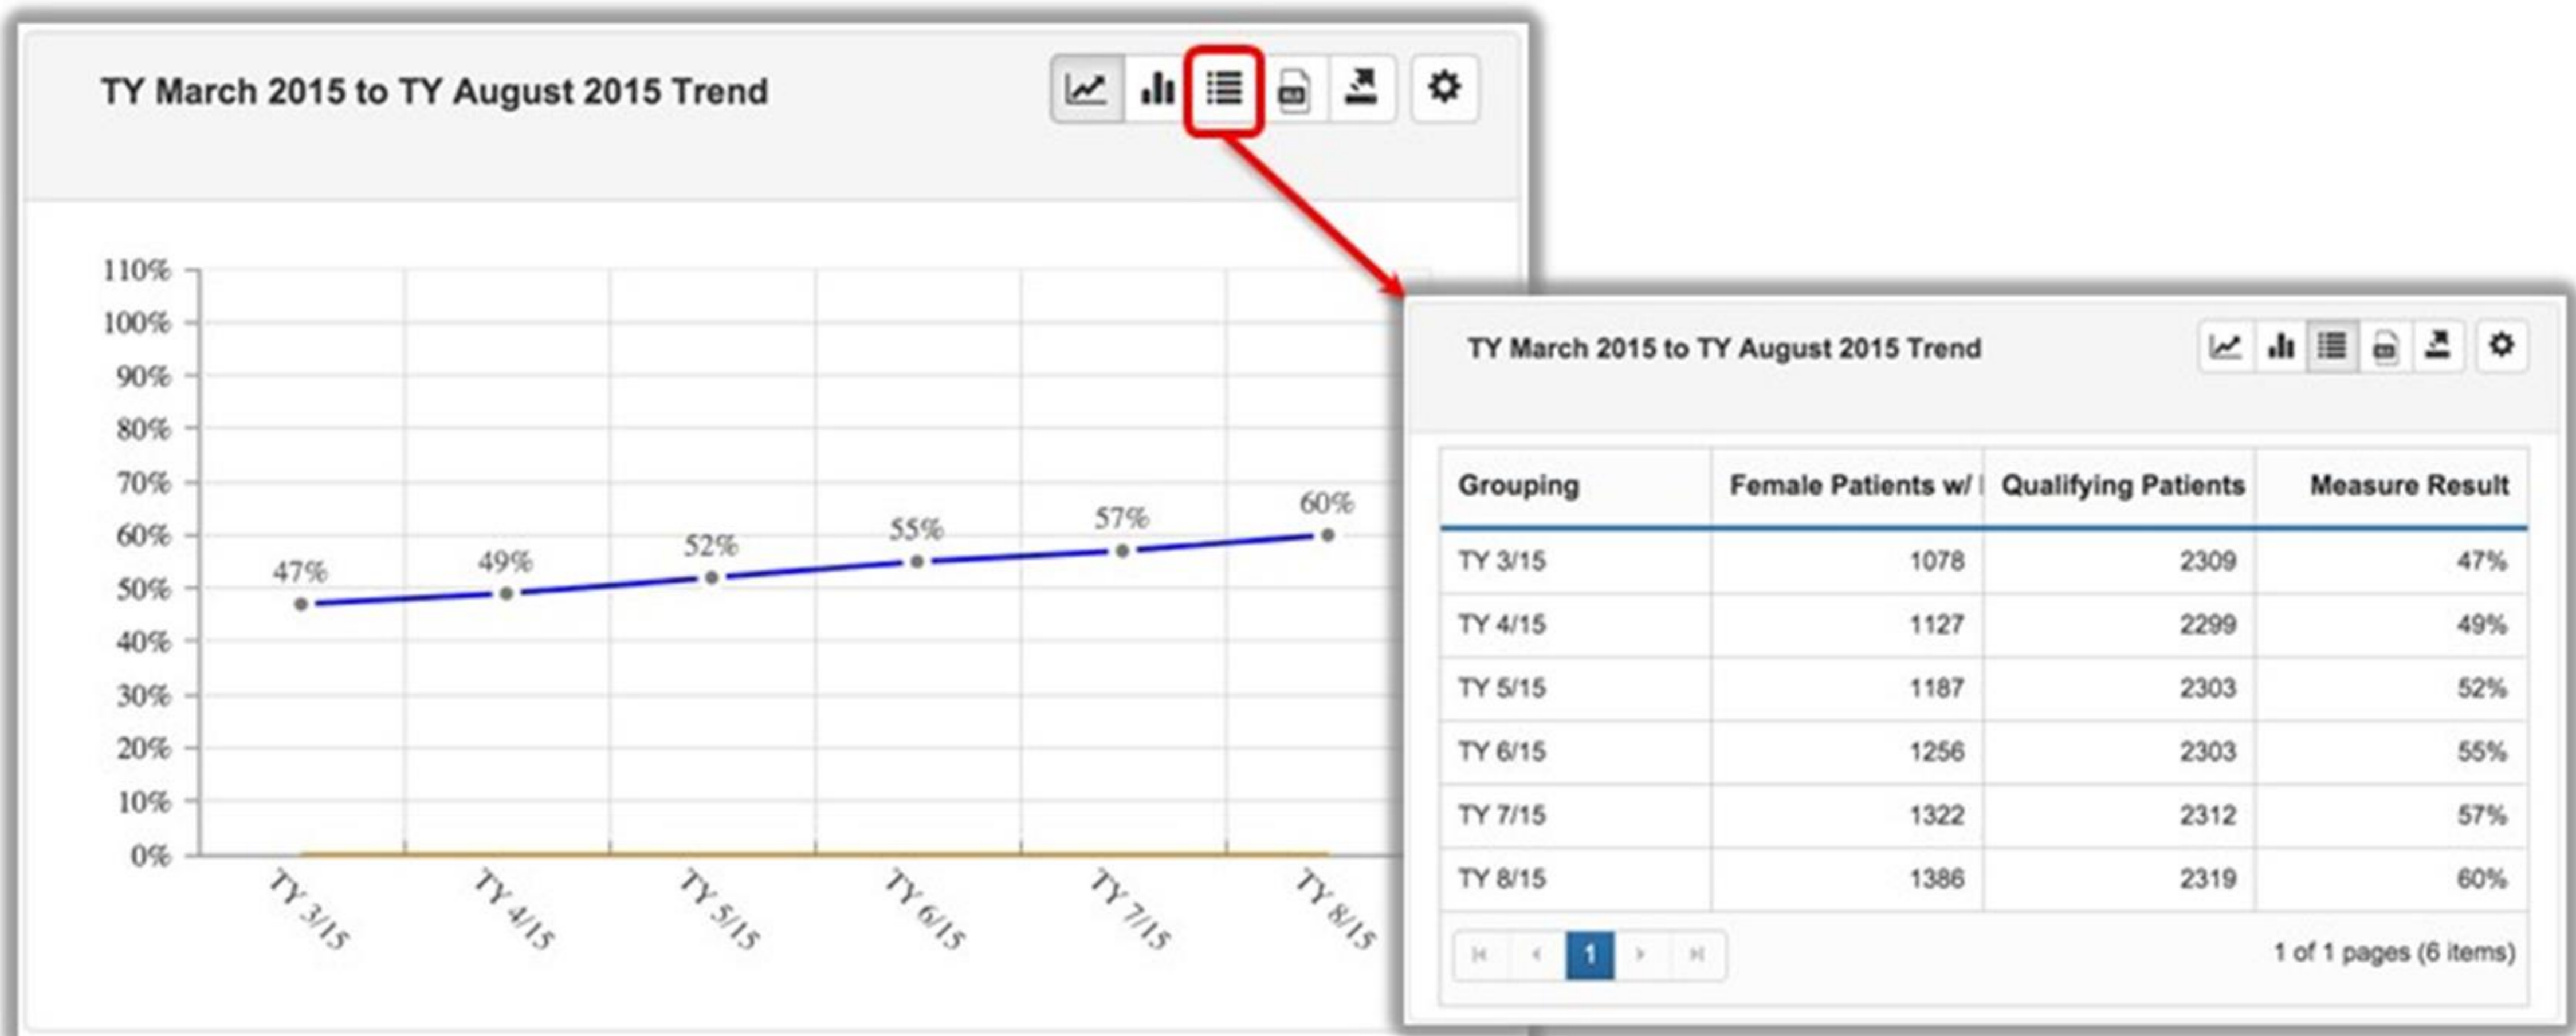 TY March 2015 to TY August 2015 Trend
110%
100%
90%
80%
70%
60%
50%
40%
30%
20%
10%
0%
47%
49%
52%
55%
57%
60%
TY 3/15
TY 4/15
TY 5/15
TY 6/15
TY 7/15
TY 8/15
TY March 2015 to TY August 2015 Trend
Grouping Female Patients w/ Qualifying Patients Measure Result
TY 3/15 1078 2309 47%
TY 4/15 1127 2299 49%
TY 5/15 1187 2303 52%
TY 6/15 1256 2303 55%
TY 7/15 1322 2312 57%
TY 8/15 1386 2319 60%
1
1 of 1 pages (6 items)